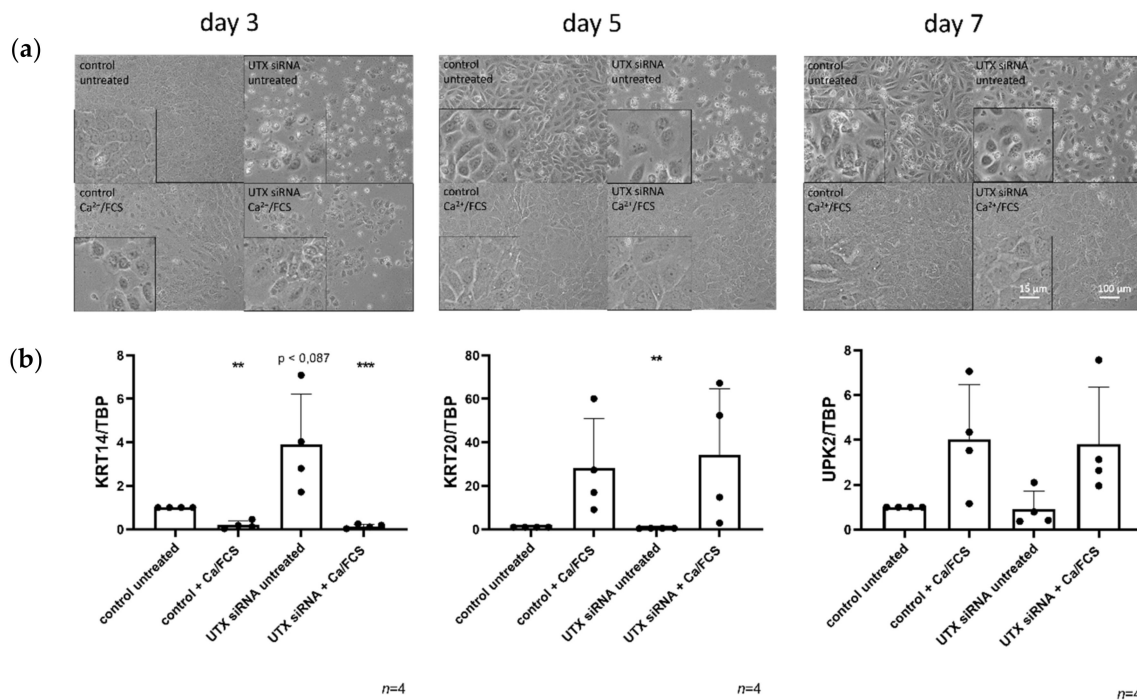 day 3
day 5
day 7
(a)
control
untreated
UTX siRNA
untreated
control
untreated
UTX siRNA
untreated
control
untreated
UTX siRNA
untreated
control
Ca²⁺/FCS
UTX siRNA
Ca²⁺/FCS
control
Ca²⁺/FCS
UTX siRNA
Ca²⁺/FCS
control
Ca²⁺/FCS
UTX siRNA
Ca²⁺/FCS
15 µm
100 µm
(b)
KRT14/TBP
8
6
4
2
0
**
p < 0,087
***
control untreated
control + Ca/FCS
UTX siRNA untreated
UTX siRNA + Ca/FCS
n=4
KRT20/TBP
80
60
40
20
0
**
control untreated
control + Ca/FCS
UTX siRNA untreated
UTX siRNA + Ca/FCS
n=4
UPK2/TBP
8
6
4
2
0
control untreated
control + Ca/FCS
UTX siRNA untreated
UTX siRNA + Ca/FCS
n=4